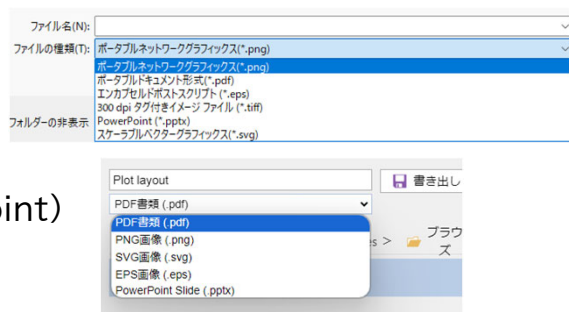 ファイル名(N):
ファイルの種類(T): ポータブルネットワークグラフィックス(*.png)
ポータブルネットワークグラフィックス(*.png)
ポータブルドキュメント形式(*.pdf)
エンカプセルドポストスクリプト (*.eps)
300 dpi タグ付きイメージ ファイル (*.tiff)
フォルダーの非表示 PowerPoint (*.pptx)
スケーラブルベクターグラフィックス(*.svg)
Plot layout 書き出し
int)
PDF書類 (.pdf)
PDF書類 (.pdf)
PNG画像 (.png) es > ブラウズ
SVG画像 (.svg)
EPS画像 (.eps)
PowerPoint Slide (.pptx)